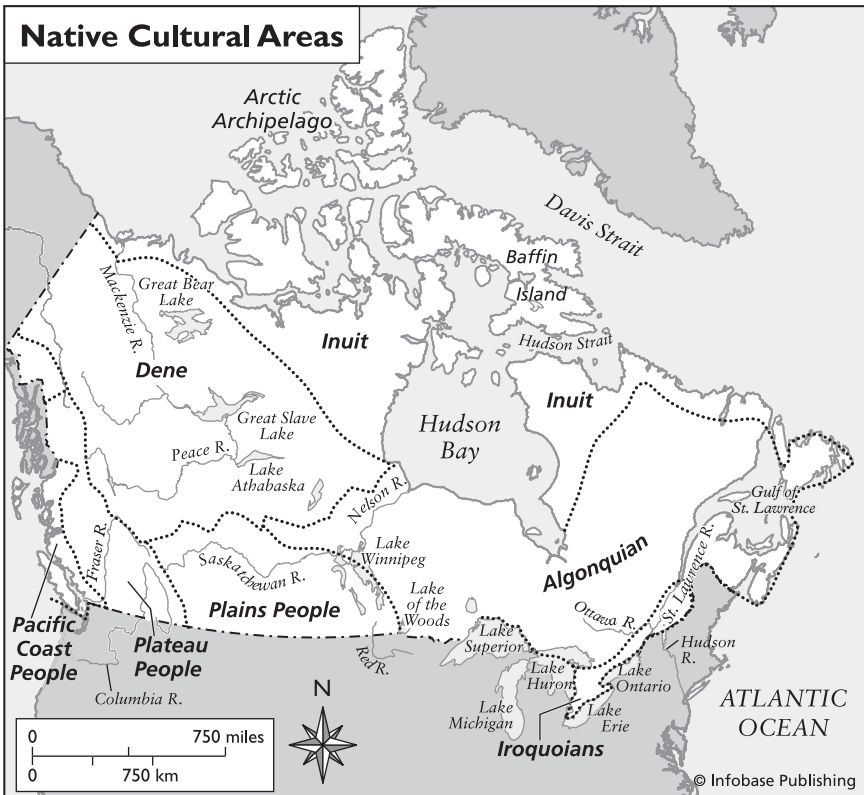 Native Cultural Areas
Arctic
Archipelago
Davis Strait
Baffin
Island
Hudson Strait
Mackenzie R.
Great Bear
Lake
Inuit
Dene
Inuit
Great Slave
Lake
Hudson
Bay
Peace R.
Lake
Athabaska
Nelson R.
Gulf of
St. Lawrence
Fraser R.
Saskatchewan R.
Lake
Winnipeg
Algonquian
St. Lawrence R.
Plains People
Lake
of the
Woods
Ottawa R.
Pacific
Coast
People
Plateau
People
Red R.
Lake
Superior
Hudson
R.
Columbia R.
Lake
Huron
Lake
Ontario
Lake
Michigan
Lake
Erie
Iroquoians
ATLANTIC
OCEAN
N
0 750 miles
0 750 km
© Infobase Publishing